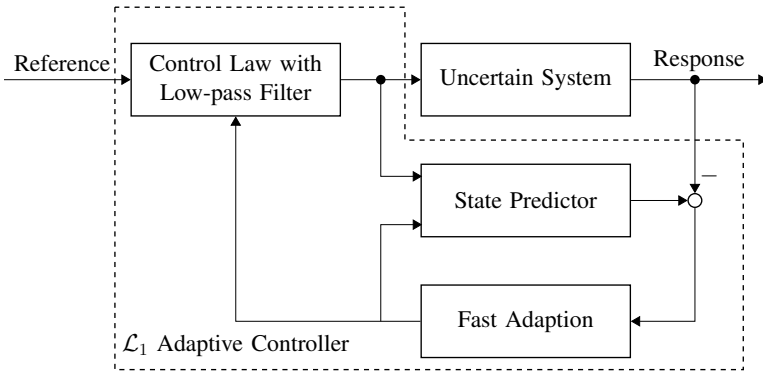 Reference
Control Law with
Low-pass Filter
Uncertain System
Response
−
State Predictor
Fast Adaption
ℒ₁ Adaptive Controller